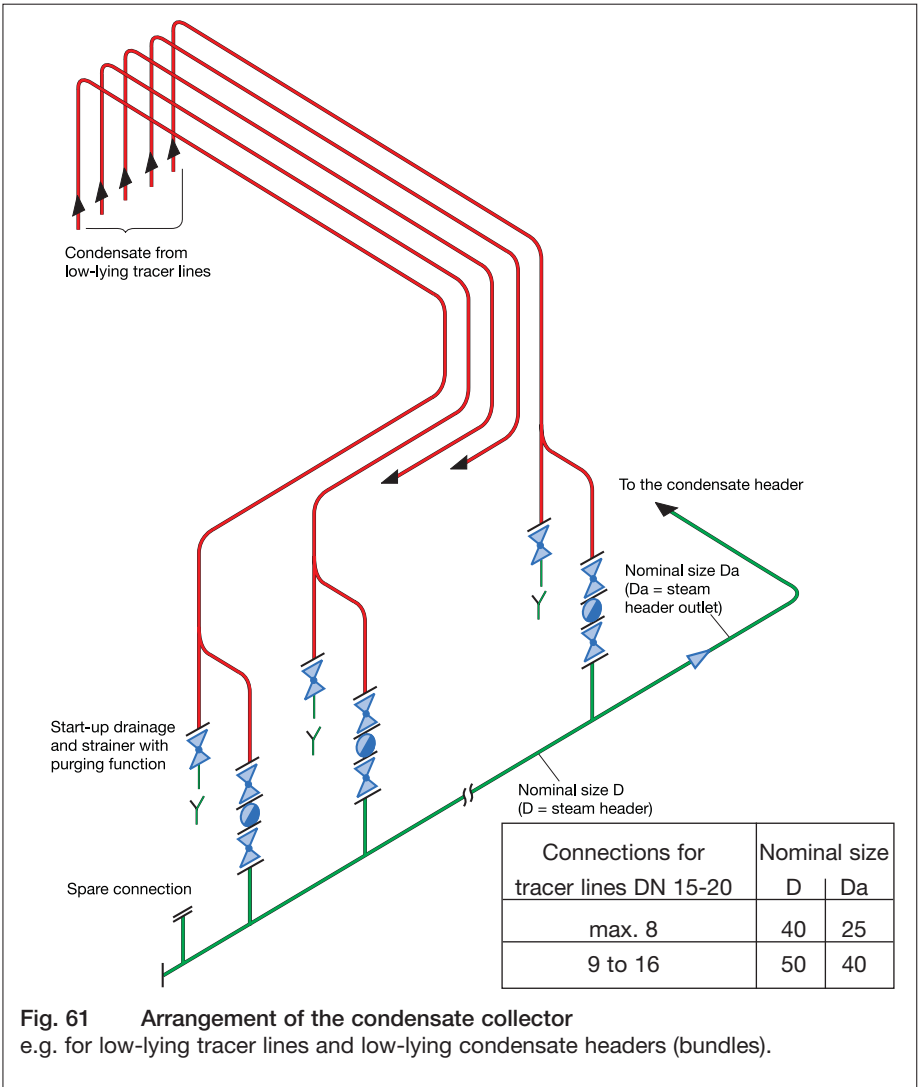 Condensate from
low-lying tracer lines
To the condensate header
Nominal size Da
(Da = steam
header outlet)
Start-up drainage
and strainer with
purging function
Nominal size D
(D = steam header)
Spare connection
Connections for Nominal size
tracer lines DN 15-20 D Da
max. 8 40 25
9 to 16 50 40
Fig. 61 Arrangement of the condensate collector
e.g. for low-lying tracer lines and low-lying condensate headers (bundles).